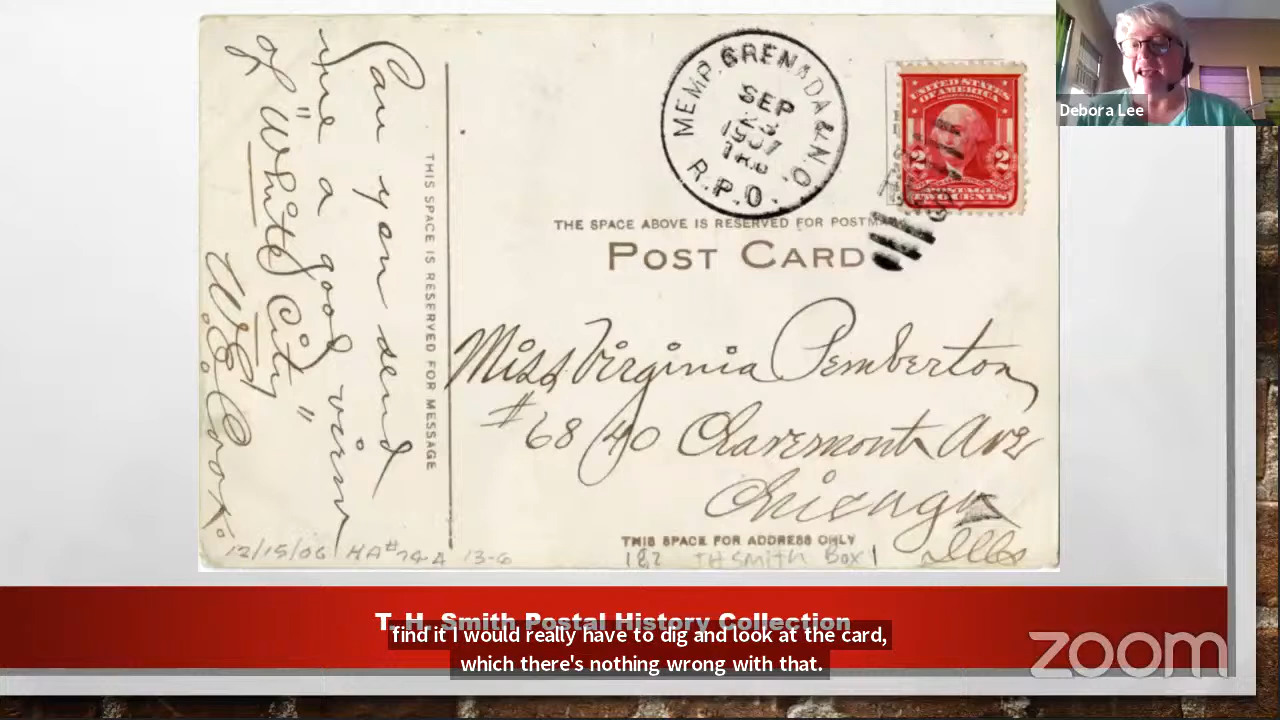 Can you send
me a good view
of "White City"
W.E. Cook.
THIS SPACE IS RESERVED FOR MESSAGE
MEMP. GRENADA & N.O.
SEP
23
1907
R.P.O.
UNITED STATES
OF AMERICA
2 2
TWO CENTS
THE SPACE ABOVE IS RESERVED FOR POSTMA
POST CARD
Miss Virginia Pemberton
#6840 Claremont Ave
Chicago
Ills
THIS SPACE FOR ADDRESS ONLY
12/15/06 HA#74-A 13-6 182 TH Smith Box 1
Debora Lee
T. H. Smith Postal History Collection
find it I would really have to dig and look at the card,
which there's nothing wrong with that.
zoom